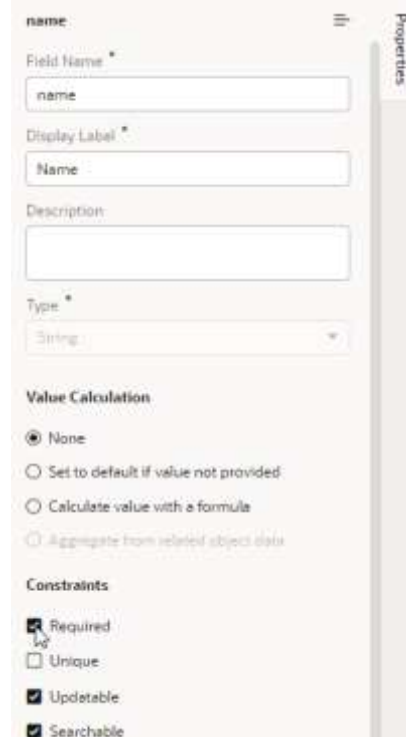 name
Properties
Field Name *
name
Display Label *
Name
Description
Type *
String
Value Calculation
None
Set to default if value not provided
Calculate value with a formula
Aggregate from related object data
Constraints
Required
Unique
Updatable
Searchable